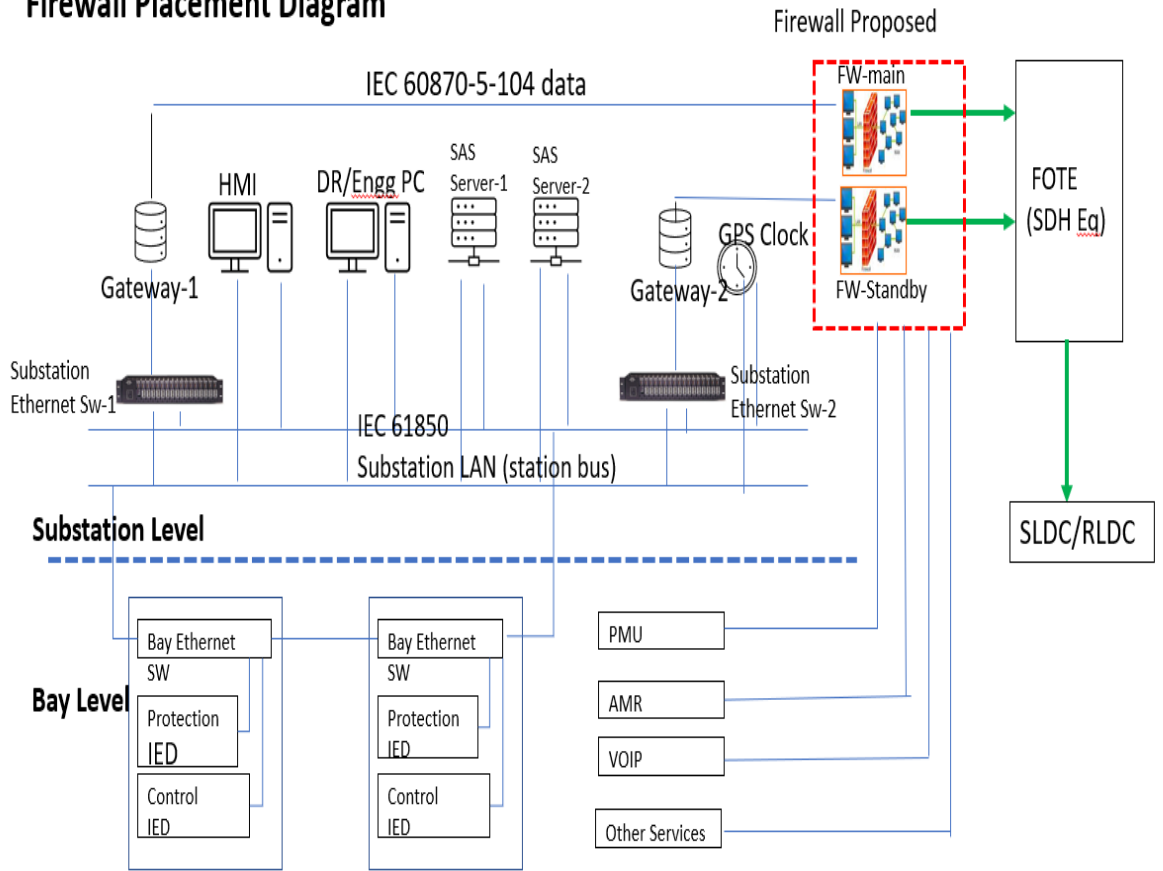 Firewall Placement Diagram
Firewall Proposed
FW-main
IEC 60870-5-104 data
FOTE
(SDH Eq)
SAS
Server-1
SAS
Server-2
HMI
DR/Engg PC
GPS Clock
Gateway-1
Gateway-2
FW-Standby
Substation
Ethernet Sw-1
Substation
Ethernet Sw-2
IEC 61850
Substation LAN (station bus)
Substation Level
SLDC/RLDC
Bay Level
Bay Ethernet
SW
Protection
IED
Control
IED
Bay Ethernet
SW
Protection
IED
Control
IED
PMU
AMR
VOIP
Other Services